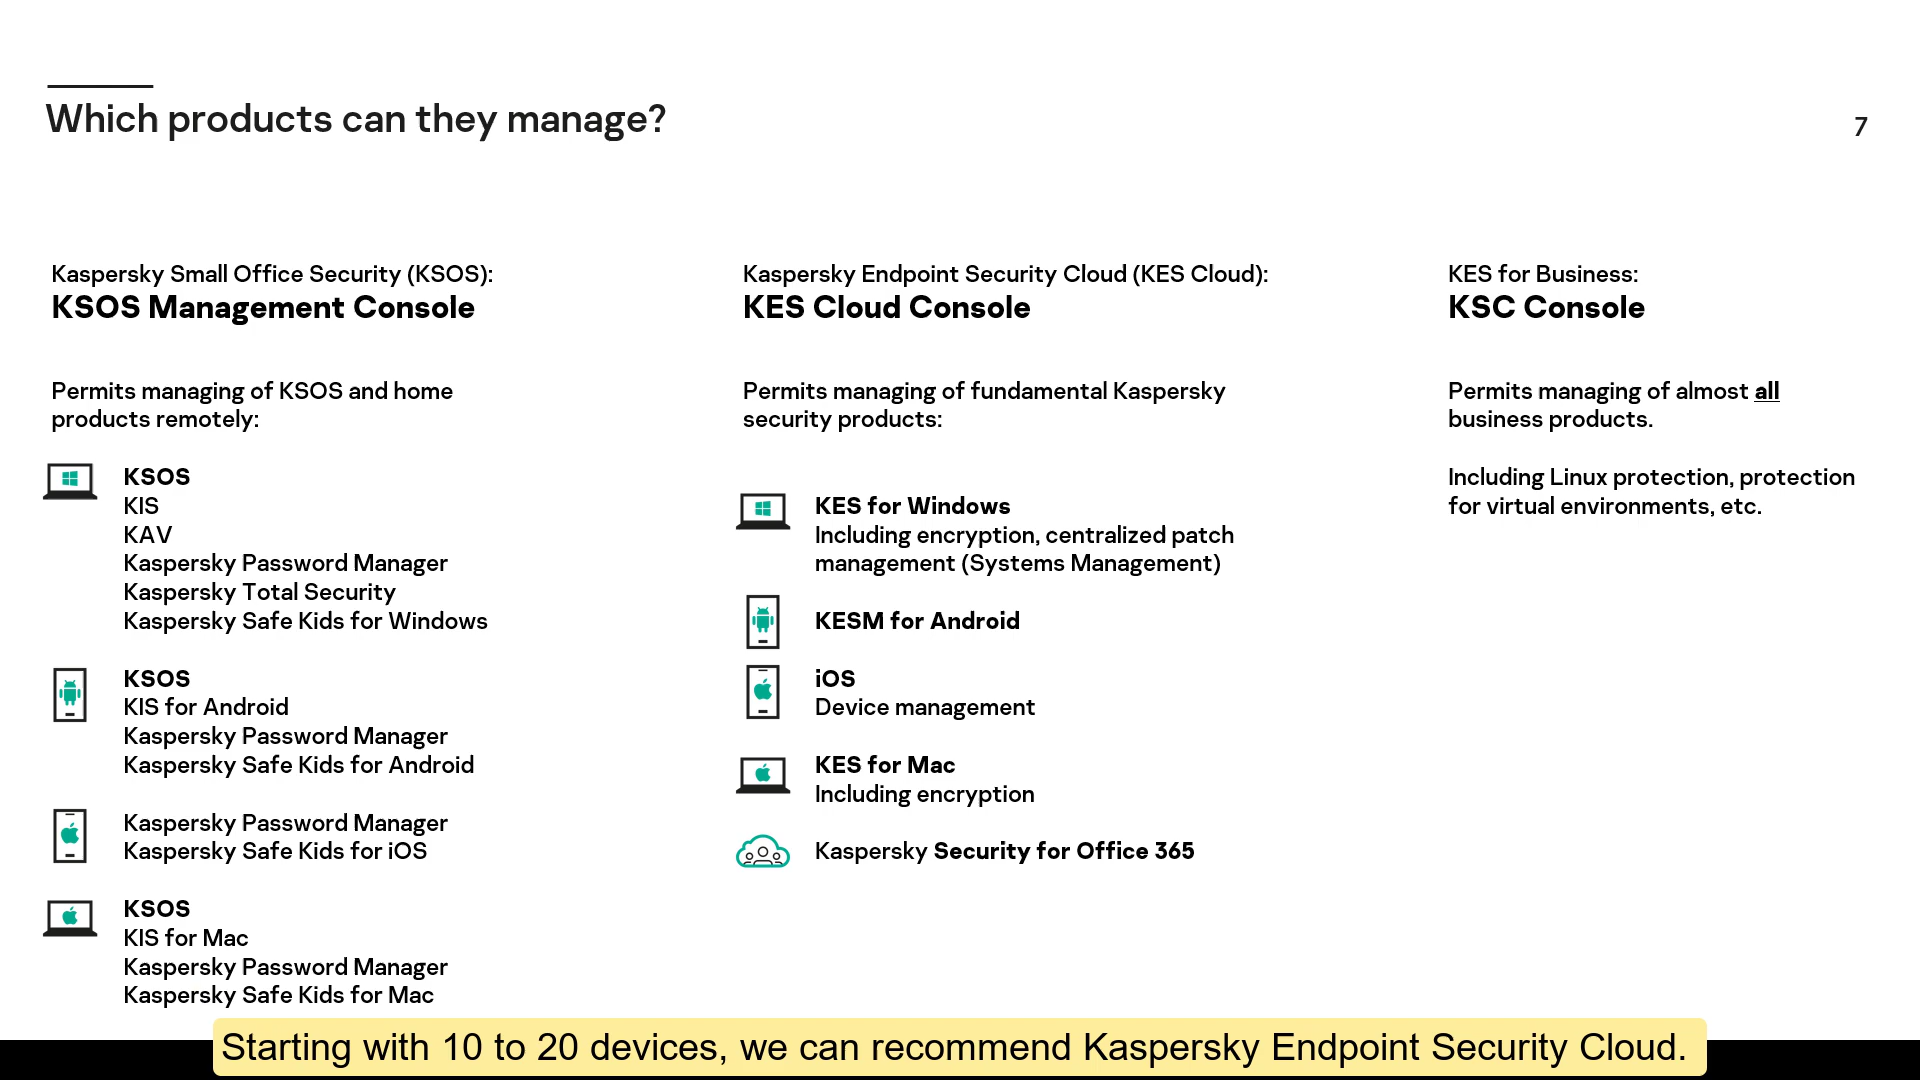 Which products can they manage?
7
Kaspersky Small Office Security (KSOS):
KSOS Management Console
Permits managing of KSOS and home
products remotely:
KSOS
KIS
KAV
Kaspersky Password Manager
Kaspersky Total Security
Kaspersky Safe Kids for Windows
KSOS
KIS for Android
Kaspersky Password Manager
Kaspersky Safe Kids for Android
Kaspersky Password Manager
Kaspersky Safe Kids for iOS
KSOS
KIS for Mac
Kaspersky Password Manager
Kaspersky Safe Kids for Mac
Kaspersky Endpoint Security Cloud (KES Cloud):
KES Cloud Console
Permits managing of fundamental Kaspersky
security products:
KES for Windows
Including encryption, centralized patch
management (Systems Management)
KESM for Android
iOS
Device management
KES for Mac
Including encryption
Kaspersky Security for Office 365
KES for Business:
KSC Console
Permits managing of almost all
business products.
Including Linux protection, protection
for virtual environments, etc.
Starting with 10 to 20 devices, we can recommend Kaspersky Endpoint Security Cloud.